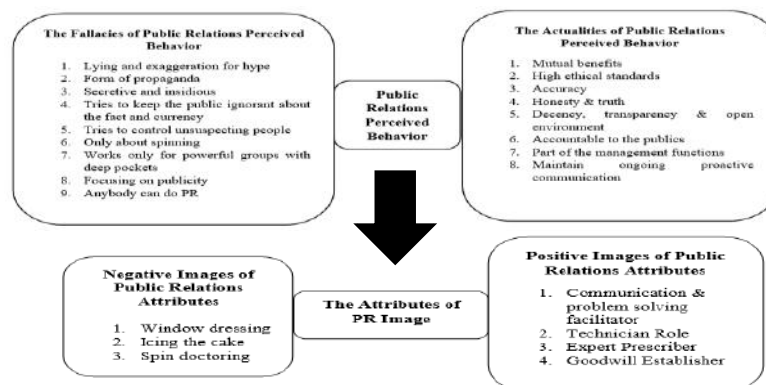 The Fallacies of Public Relations Perceived
Behavior
1. Lying and exaggeration for hype
2. Form of propaganda
3. Secretive and insidious
4. Tries to keep the public ignorant about
the fact and currency
5. Tries to control unsuspecting people
6. Only about spinning
7. Works only for powerful groups with
deep pockets
8. Focusing on publicity
9. Anybody can do PR
Public
Relations
Perceived
Behavior
The Actualities of Public Relations
Perceived Behavior
1. Mutual benefits
2. High ethical standards
3. Accuracy
4. Honesty & truth
5. Decency, transparency & open
environment
6. Accountable to the publics
7. Part of the management functions
8. Maintain ongoing proactive
communication
Negative Images of
Public Relations
Attributes
1. Window dressing
2. Icing the cake
3. Spin doctoring
The Attributes of
PR Image
Positive Images of Public
Relations Attributes
1. Communication &
problem solving
facilitator
2. Technician Role
3. Expert Prescriber
4. Goodwill Establisher